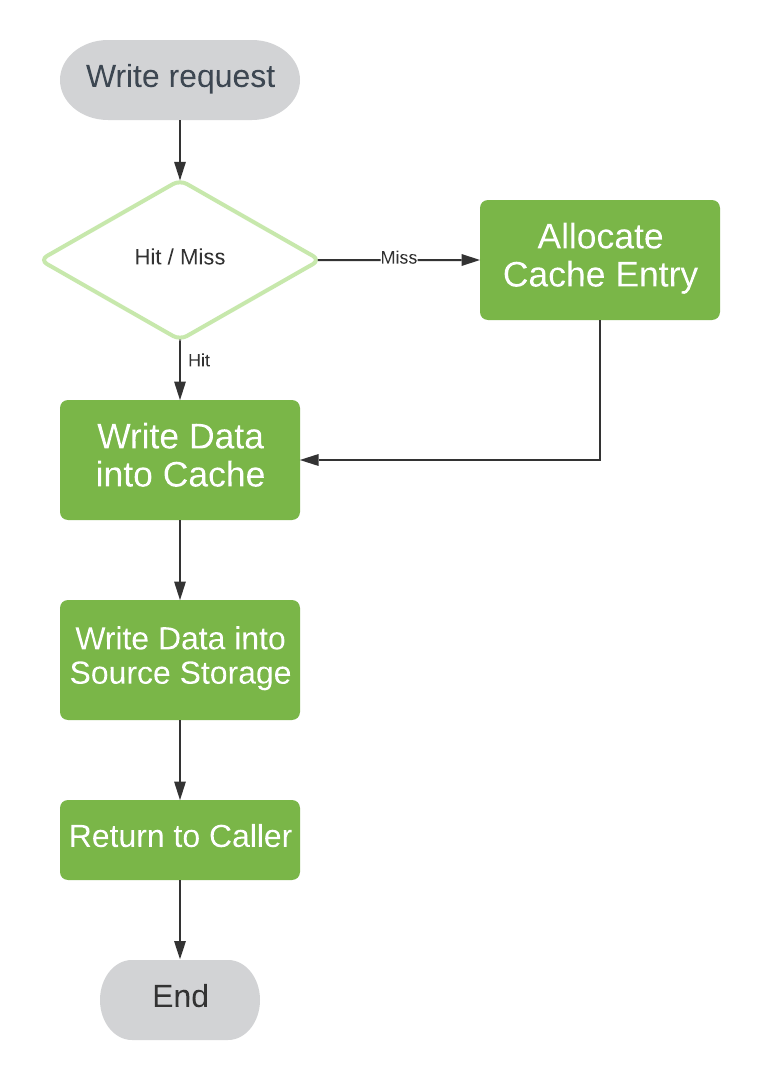 Write request
Hit / Miss
Miss
Allocate
Cache Entry
Hit
Write Data
into Cache
Write Data into
Source Storage
Return to Caller
End